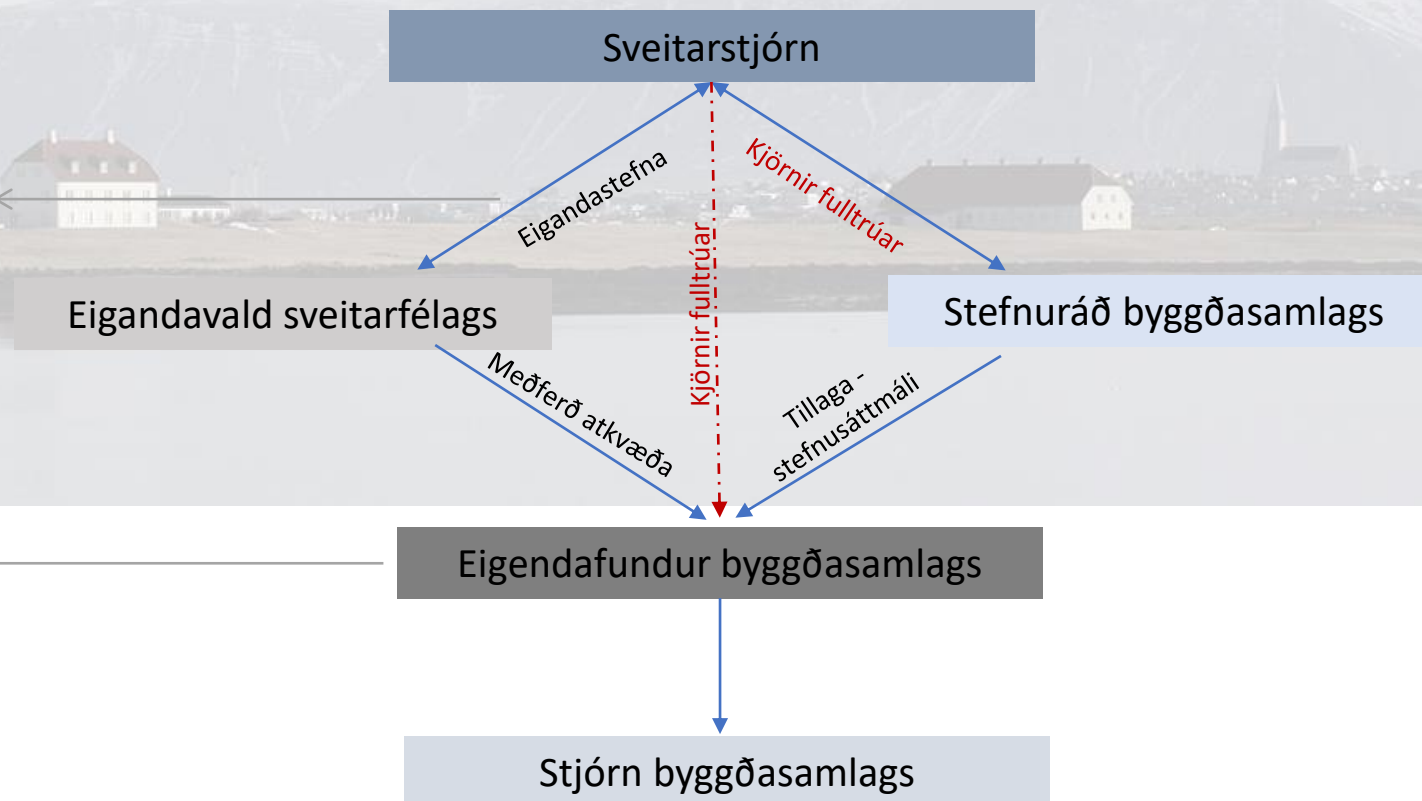 Sveitarstjórn
Eigandastefna
Kjörnir fulltrúar
Kjörnir fulltrúar
Eigandavald sveitarfélags
Stefnuráð byggðasamlags
Meðferð atkvæða
Tillaga -
stefnusáttmáli
Eigendafundur byggðasamlags
Stjórn byggðasamlags